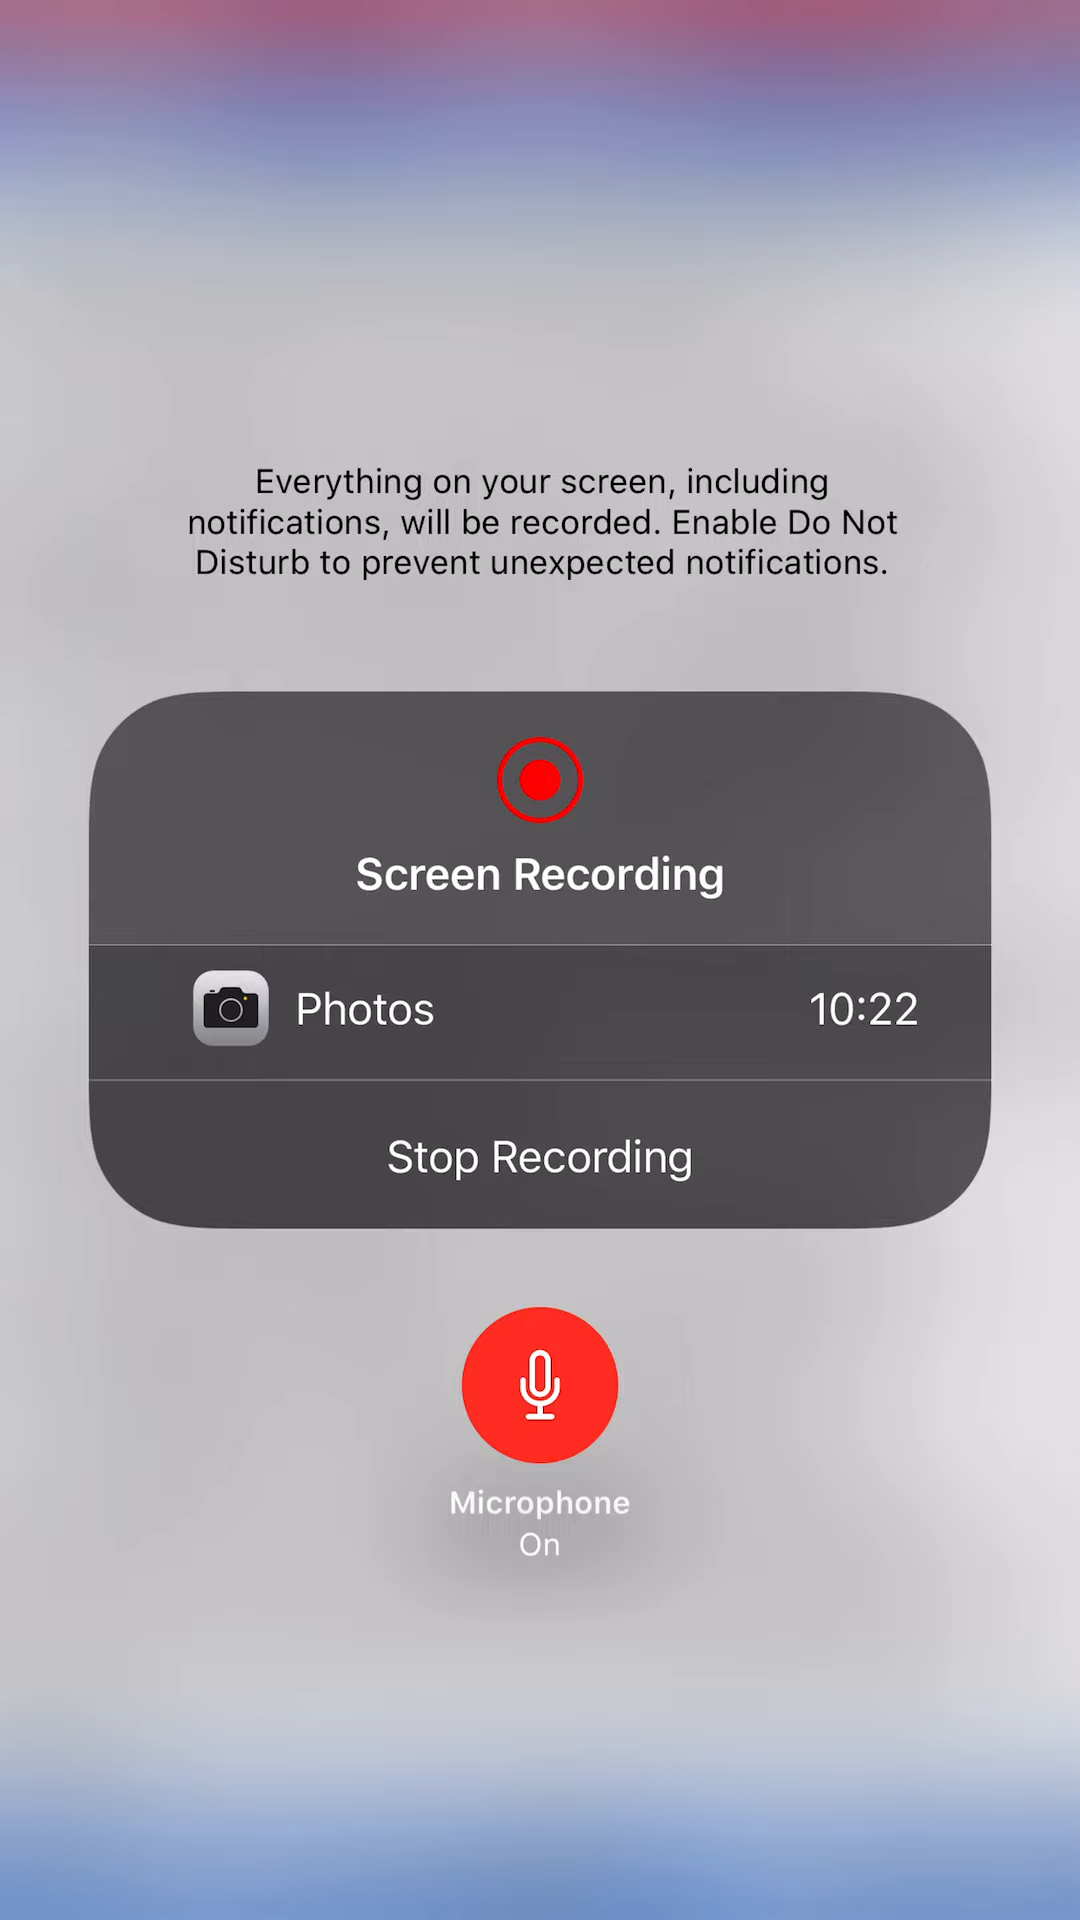 Everything on your screen, including
notifications, will be recorded. Enable Do Not
Disturb to prevent unexpected notifications.
Screen Recording
Photos 10:22
Stop Recording
Microphone
On